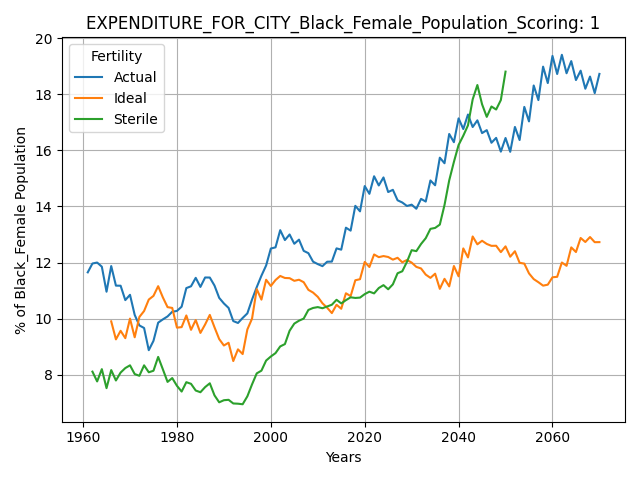 EXPENDITURE_FOR_CITY_Black_Female_Population_Scoring: 1
Fertility
Actual
Ideal
Sterile
% of Black_Female Population
20
18
16
14
12
10
8
1960
1980
2000
2020
2040
2060
Years